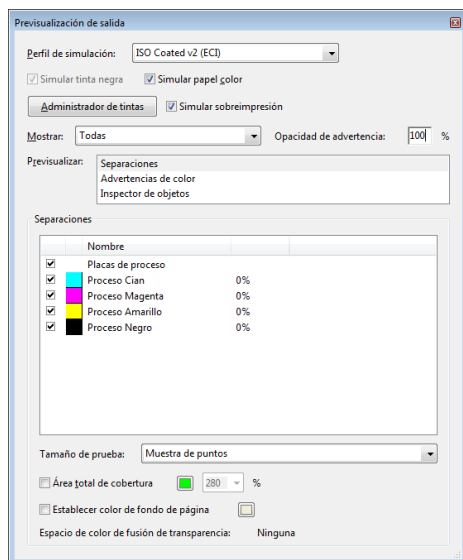 Previsualización de salida
Perfil de simulación: ISO Coated v2 (ECI)
Simular tinta negra Simular papel color
Administrador de tintas Simular sobreimpresión
Mostrar: Todas Opacidad de advertencia: 100 %
Previsualizar: Separaciones
Advertencias de color
Inspector de objetos
Separaciones
Nombre
Placas de proceso
Proceso Cian 0%
Proceso Magenta 0%
Proceso Amarillo 0%
Proceso Negro 0%
Tamaño de prueba: Muestra de puntos
Área total de cobertura 280 %
Establecer color de fondo de página
Espacio de color de fusión de transparencia: Ninguna